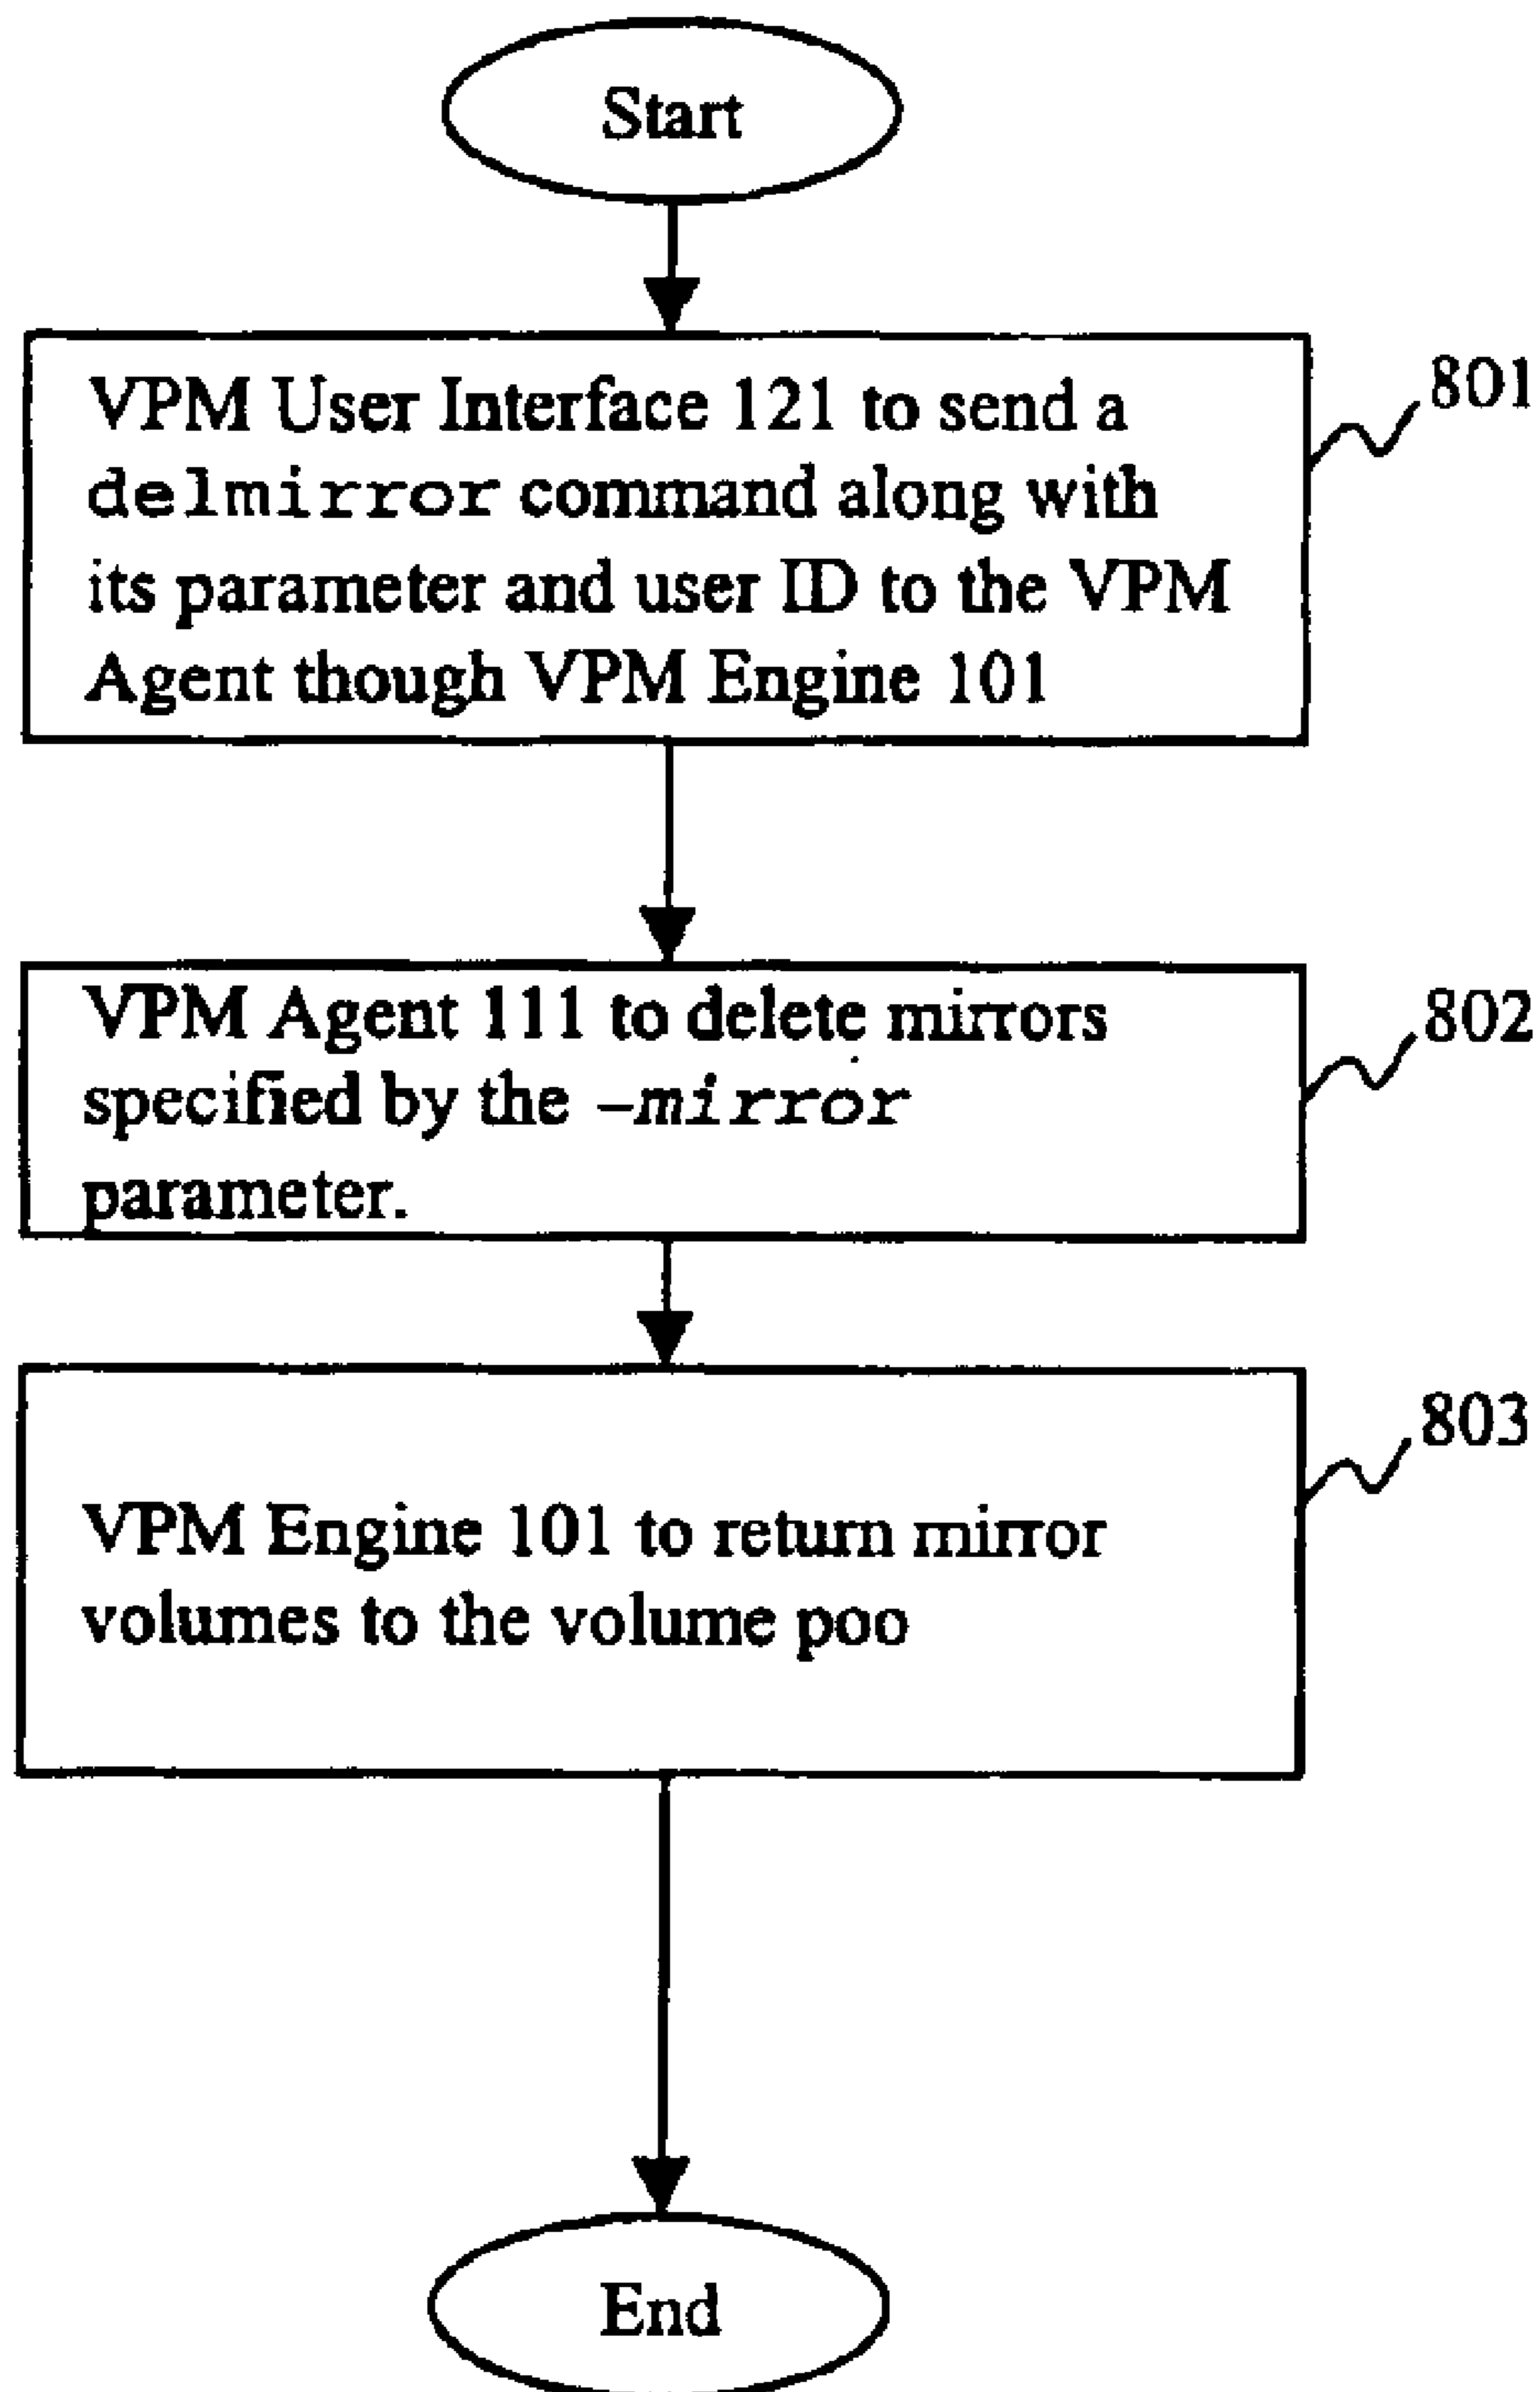 Start
VPM User Interface 121 to send a
delmirror command along with
its parameter and user ID to the VPM
Agent though VPM Engine 101
801
VPM Agent 111 to delete mirrors
specified by the –mirror
parameter.
802
VPM Engine 101 to return mirror
volumes to the volume poo
803
End